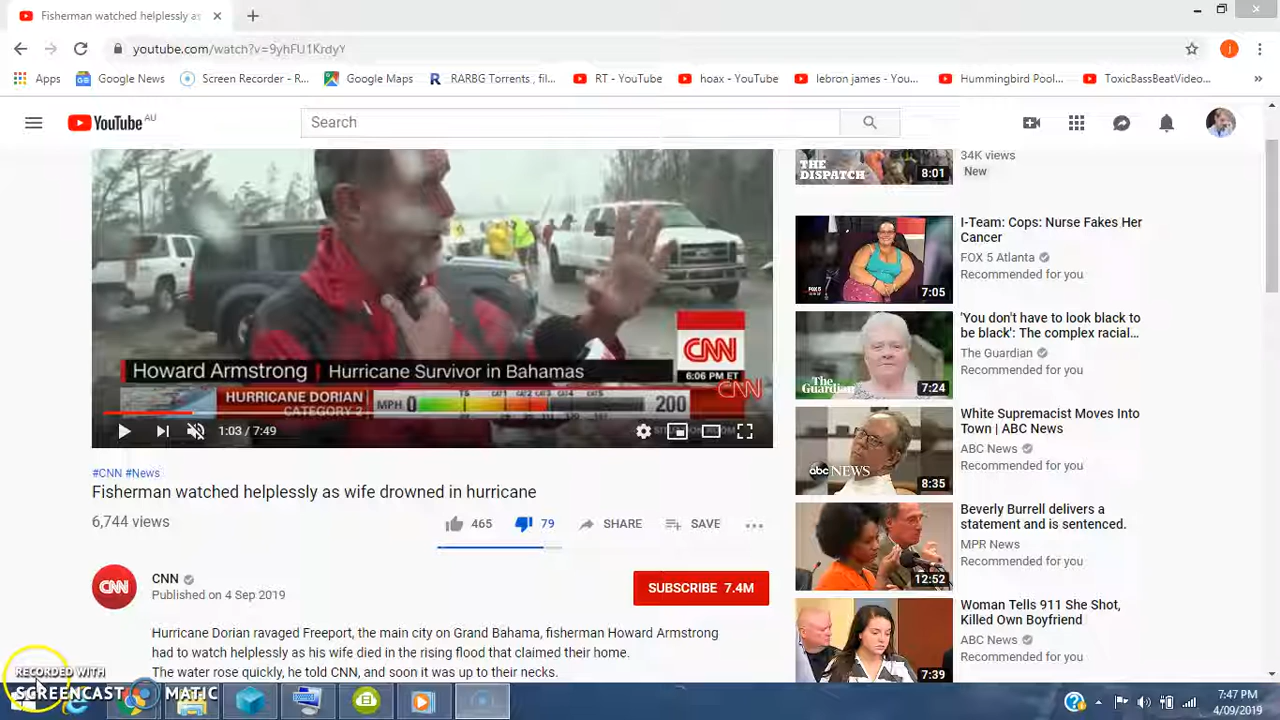 Fisherman watched helplessly as
youtube.com/watch?v=9yhFU1KrdyY
Apps
Google News
Screen Recorder - R...
Google Maps
RARBG Torrents , fil...
RT - YouTube
hoax - YouTube
lebron james - You...
Hummingbird Pool...
ToxicBassBeatVideo...
YouTube AU
Search
THE
DISPATCH
8:01
34K views
New
Howard Armstrong | Hurricane Survivor in Bahamas
CNN
6:06 PM ET
CNN
HURRICANE DORIAN
CATEGORY 2
MPH 0
200
1:03 / 7:49
I-Team: Cops: Nurse Fakes Her
Cancer
FOX 5 Atlanta
Recommended for you
7:05
'You don't have to look black to
be black': The complex racial...
The Guardian
Recommended for you
The
Guardian
7:24
White Supremacist Moves Into
Town | ABC News
ABC News
Recommended for you
abc NEWS
8:35
Beverly Burrell delivers a
statement and is sentenced.
MPR News
Recommended for you
12:52
Woman Tells 911 She Shot,
Killed Own Boyfriend
ABC News
Recommended for you
7:39
#CNN #News
Fisherman watched helplessly as wife drowned in hurricane
6,744 views
465
79
SHARE
SAVE
CNN
CNN
Published on 4 Sep 2019
SUBSCRIBE 7.4M
Hurricane Dorian ravaged Freeport, the main city on Grand Bahama, fisherman Howard Armstrong
had to watch helplessly as his wife died in the rising flood that claimed their home.
The water rose quickly, he told CNN, and soon it was up to their necks.
RECORDED WITH
SCREENCAST MATIC
7:47 PM
4/09/2019